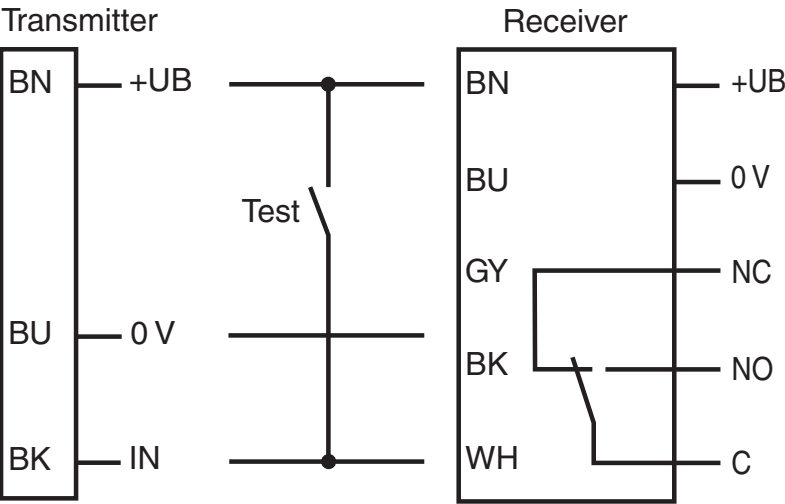 Transmitter
BN +UB
Test
BU 0 V
BK IN
Receiver
BN +UB
BU 0 V
GY NC
BK NO
WH C